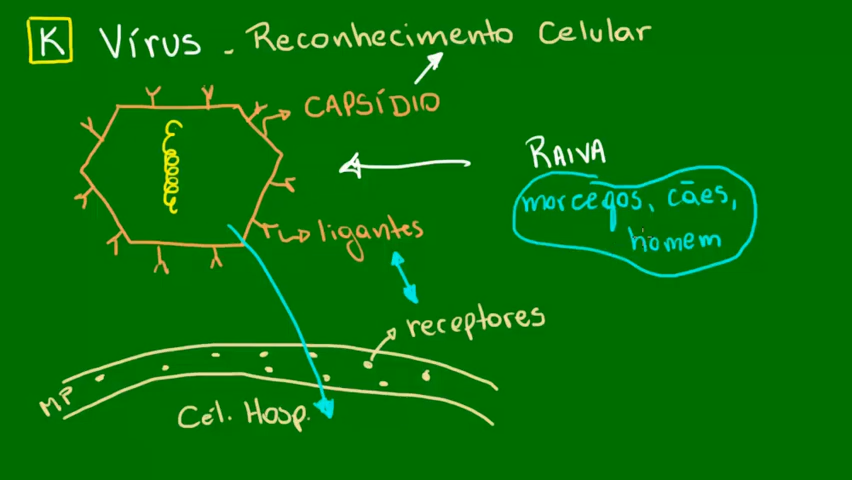 K Vírus - Reconhecimento Celular
CAPSÍDIO
RAIVA
morcegos, cães,
homem
ligantes
receptores
MP
Cél. Hosp.